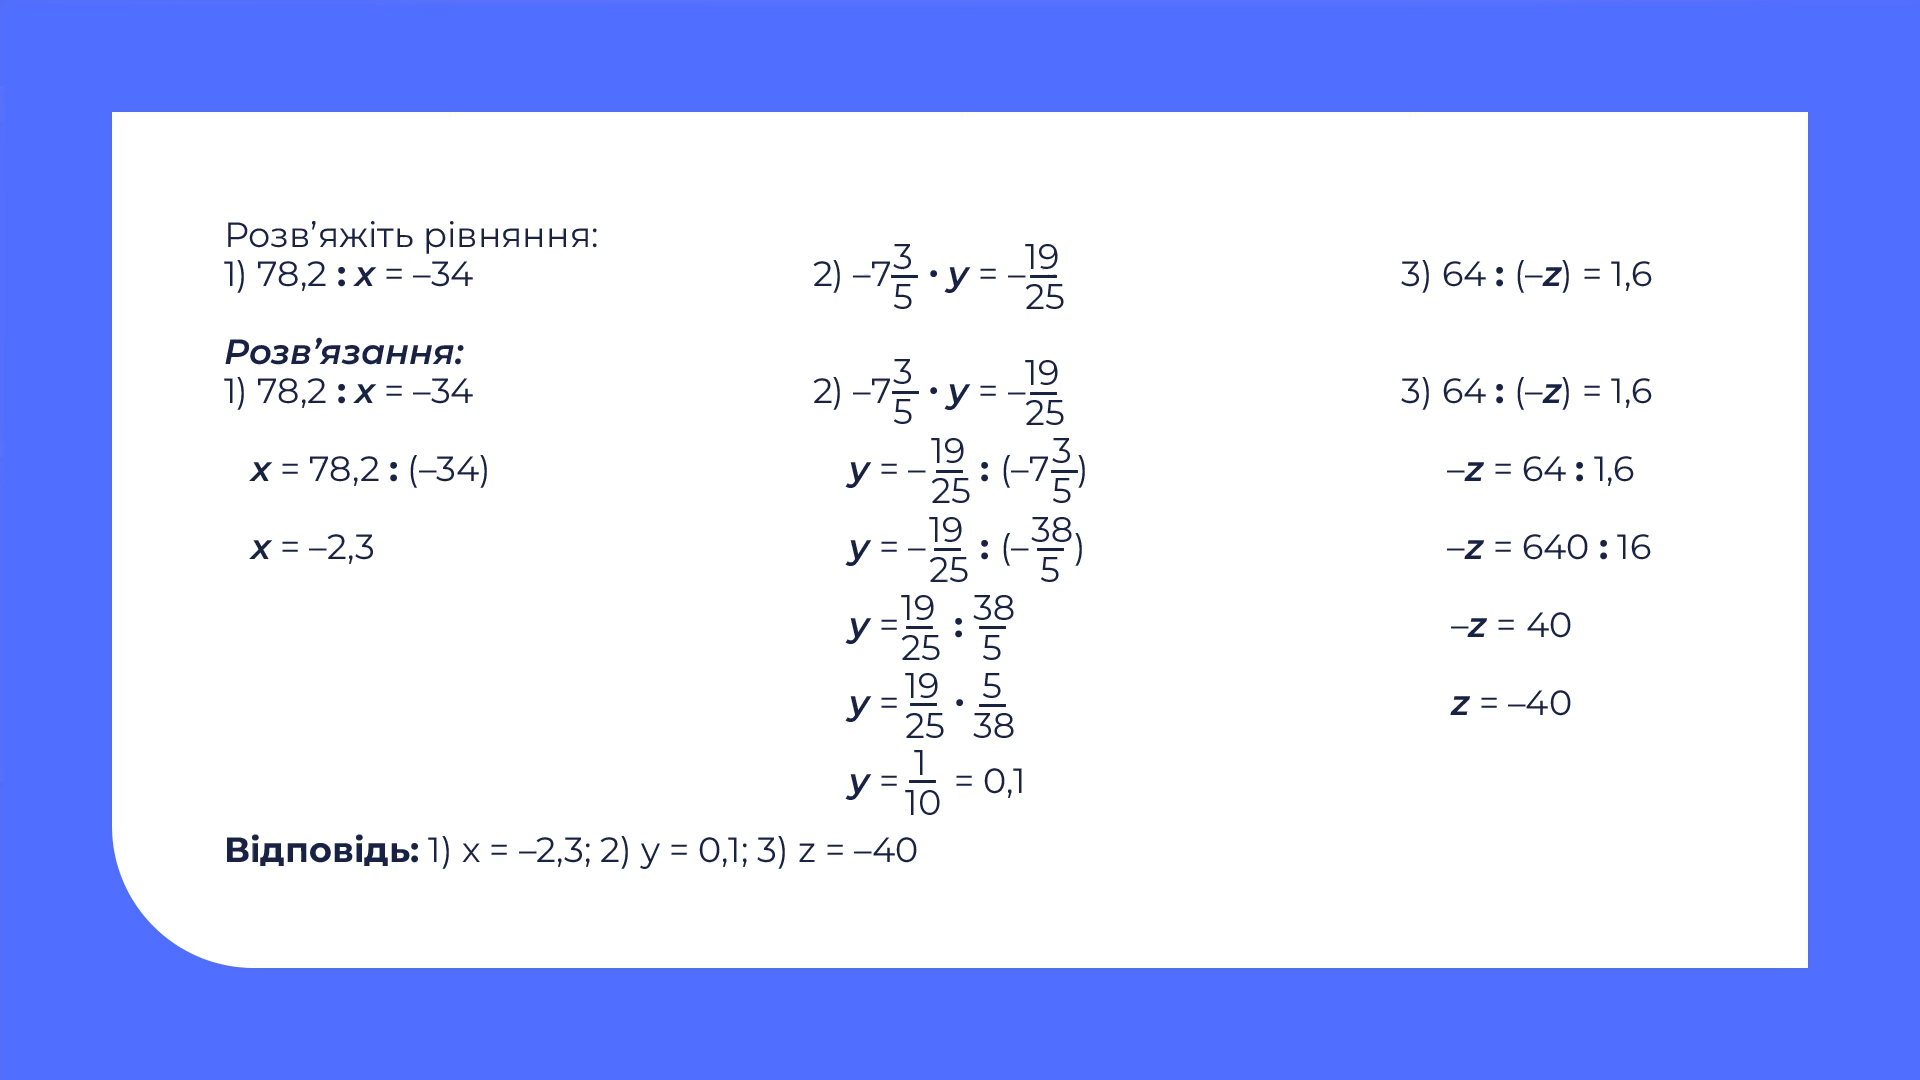 Розв’яжіть рівняння:
1) 78,2 : x = –34
2) –7 3/5 · y = – 19/25
3) 64 : (–z) = 1,6
Розв’язання:
1) 78,2 : x = –34
x = 78,2 : (–34)
x = –2,3
2) –7 3/5 · y = – 19/25
y = – 19/25 : (–7 3/5)
y = – 19/25 : (– 38/5)
y = 19/25 : 38/5
y = 19/25 · 5/38
y = 1/10 = 0,1
3) 64 : (–z) = 1,6
–z = 64 : 1,6
–z = 640 : 16
–z = 40
z = –40
Відповідь: 1) x = –2,3; 2) y = 0,1; 3) z = –40